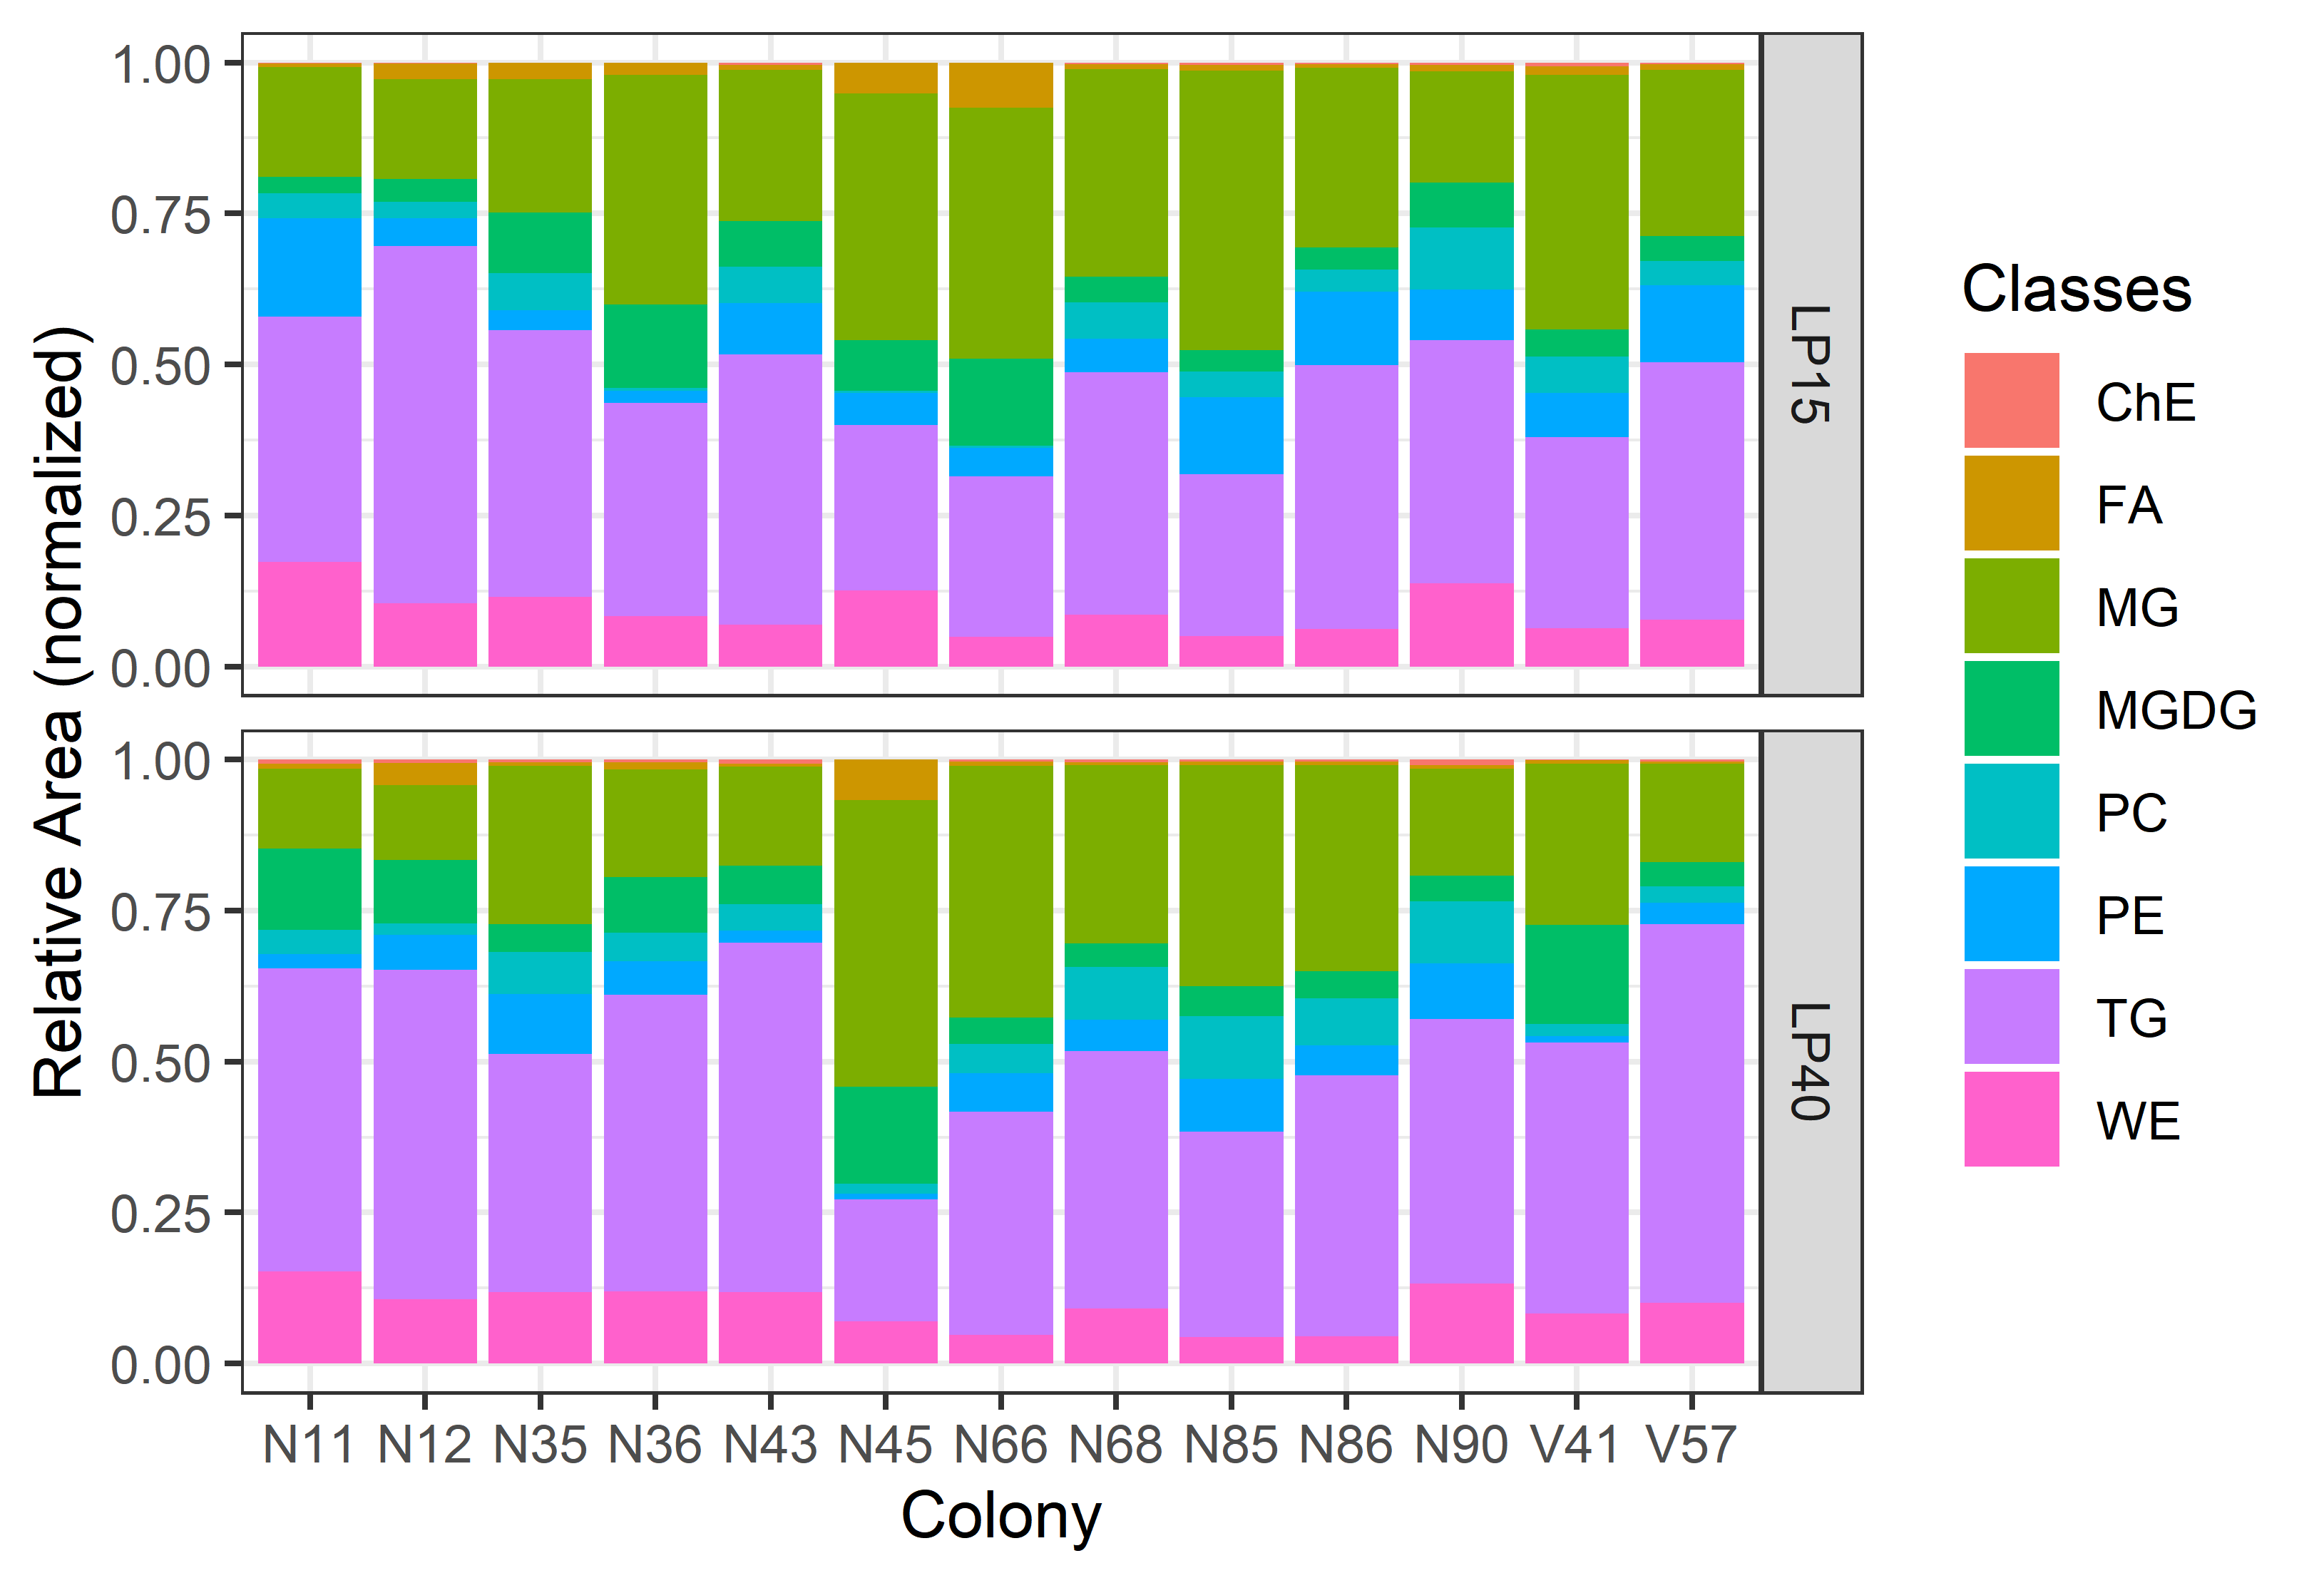 Relative Area (normalized)
1.00
0.75
0.50
0.25
0.00
LP15
1.00
0.75
0.50
0.25
0.00
LP40
N11 N12 N35 N36 N43 N45 N66 N68 N85 N86 N90 V41 V57
Colony
Classes
ChE
FA
MG
MGDG
PC
PE
TG
WE